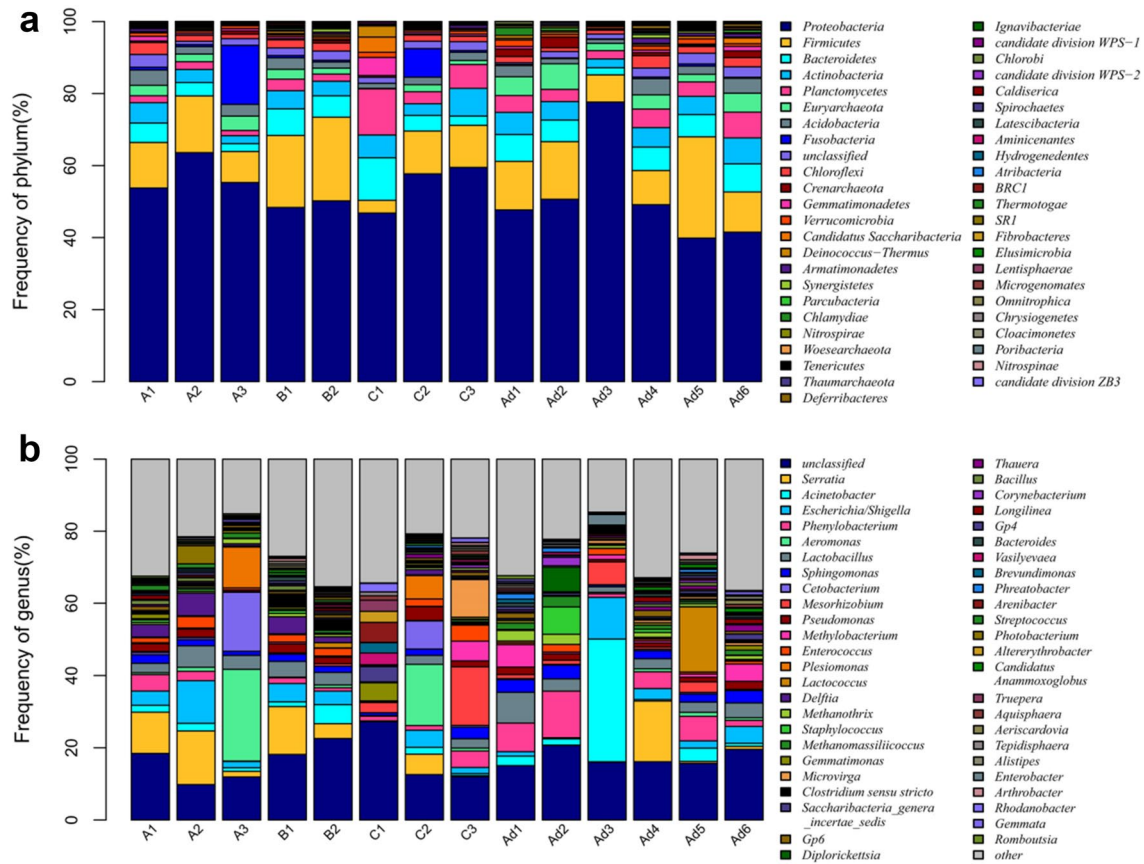 a
Frequency of phylum(%)
100
80
60
40
20
0
A1 A2 A3 B1 B2 C1 C2 C3 Ad1 Ad2 Ad3 Ad4 Ad5 Ad6
Proteobacteria
Firmicutes
Bacteroidetes
Actinobacteria
Planctomycetes
Euryarchaeota
Acidobacteria
Fusobacteria
unclassified
Chloroflexi
Crenarchaeota
Gemmatimonadetes
Verrucomicrobia
Candidatus Saccharibacteria
Deinococcus−Thermus
Armatimonadetes
Synergistetes
Parcubacteria
Chlamydiae
Nitrospirae
Woesearchaeota
Tenericutes
Thaumarchaeota
Deferribacteres
Ignavibacteriae
candidate division WPS−1
Chlorobi
candidate division WPS−2
Caldiserica
Spirochaetes
Latescibacteria
Aminicenantes
Hydrogenedentes
Atribacteria
BRC1
Thermotogae
SR1
Fibrobacteres
Elusimicrobia
Lentisphaerae
Microgenomates
Omnitrophica
Chrysiogenetes
Cloacimonetes
Poribacteria
Nitrospinae
candidate division ZB3
b
Frequency of genus(%)
100
80
60
40
20
0
A1 A2 A3 B1 B2 C1 C2 C3 Ad1 Ad2 Ad3 Ad4 Ad5 Ad6
unclassified
Serratia
Acinetobacter
Escherichia/Shigella
Phenylobacterium
Aeromonas
Lactobacillus
Sphingomonas
Cetobacterium
Mesorhizobium
Pseudomonas
Methylobacterium
Enterococcus
Plesiomonas
Lactococcus
Delftia
Methanothrix
Staphylococcus
Methanomassiliicoccus
Gemmatimonas
Microvirga
Clostridium sensu stricto
Saccharibacteria_genera
_incertae_sedis
Gp6
Diplorickettsia
Thauera
Bacillus
Corynebacterium
Longilinea
Gp4
Bacteroides
Vasilyevaea
Brevundimonas
Phreatobacter
Arenibacter
Streptococcus
Photobacterium
Altererythrobacter
Candidatus
Anammoxoglobus
Truepera
Aquisphaera
Aeriscardovia
Tepidisphaera
Alistipes
Enterobacter
Arthrobacter
Rhodanobacter
Gemmata
Romboutsia
other